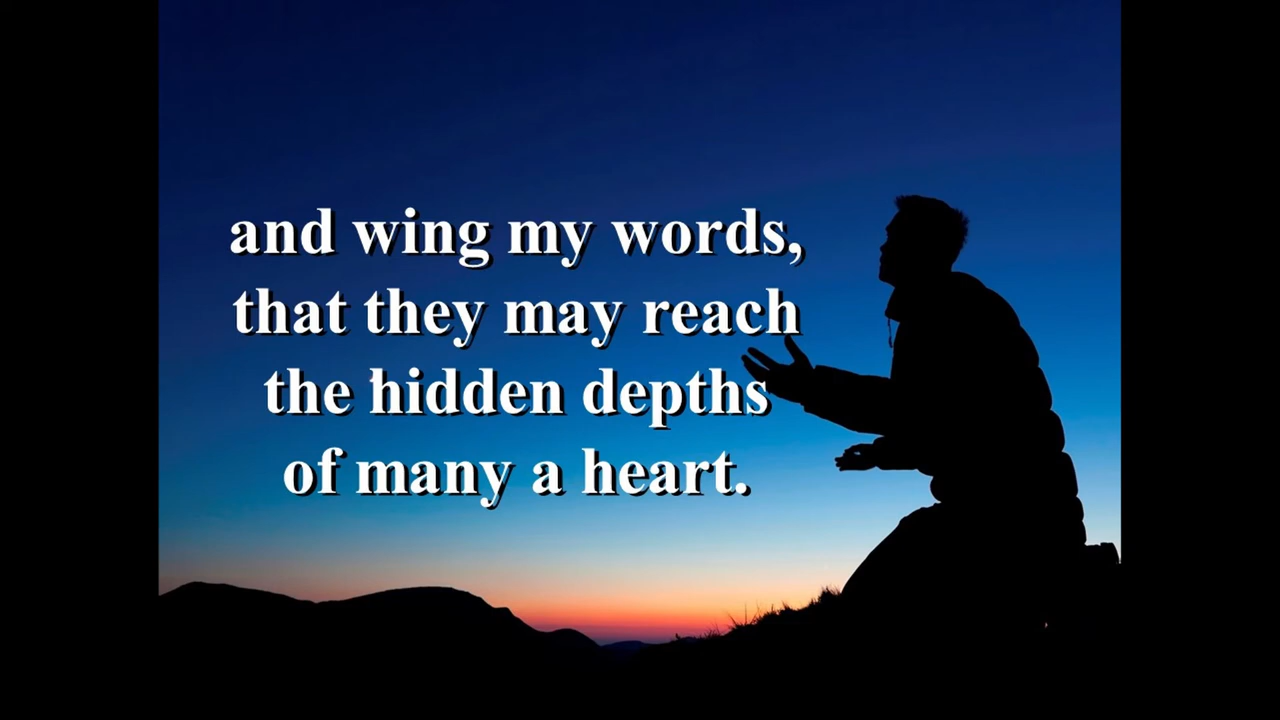 and wing my words,
that they may reach
the hidden depths
of many a heart.